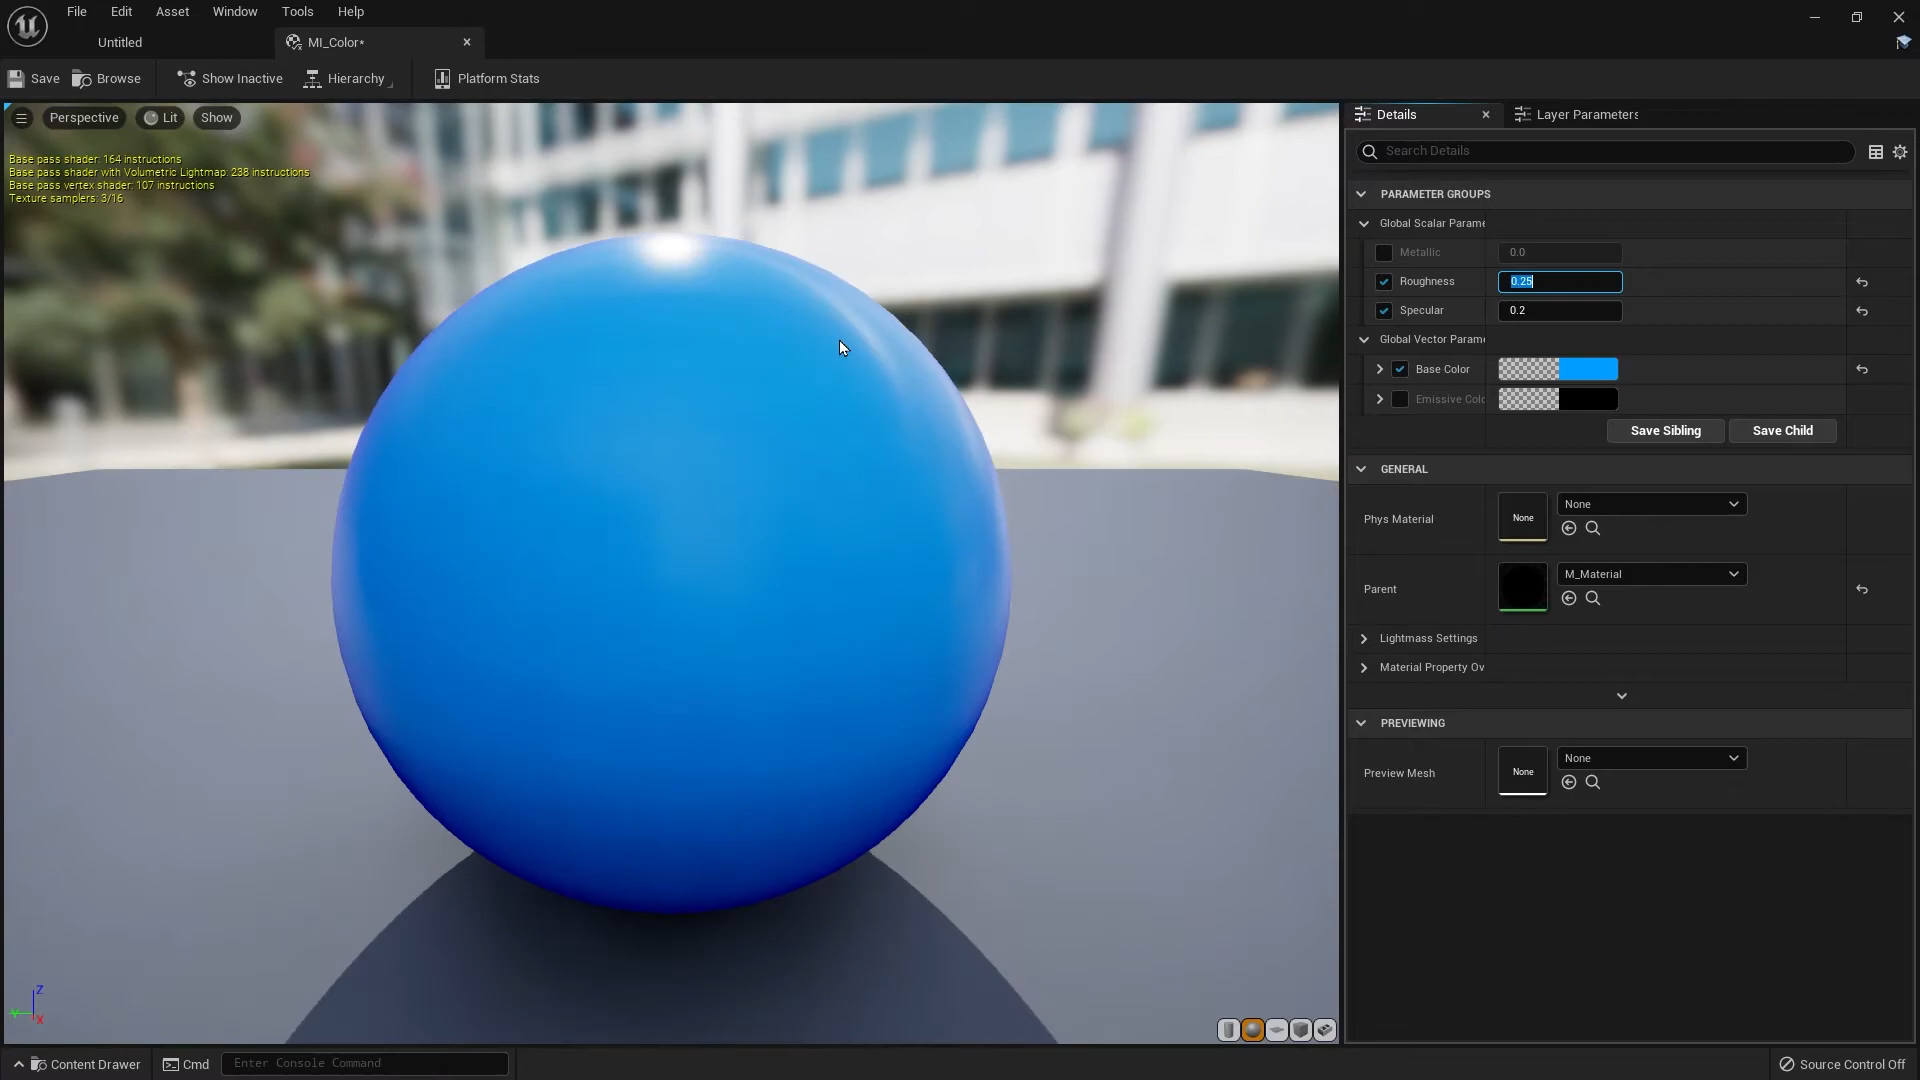 File Edit Asset Window Tools Help
Untitled
MI_Color*
Save Browse Show Inactive Hierarchy Platform Stats
Perspective Lit Show
Base pass shader: 164 instructions
Base pass shader with Volumetric Lightmap: 238 instructions
Base pass vertex shader: 107 instructions
Texture samplers: 3/16
Z
Y
X
Details
Layer Parameters
Search Details
PARAMETER GROUPS
Global Scalar Parame
Metallic 0.0
Roughness 0.25
Specular 0.2
Global Vector Parame
Base Color
Emissive Colo
Save Sibling Save Child
GENERAL
Phys Material None None
Parent M_Material
Lightmass Settings
Material Property Ov
PREVIEWING
Preview Mesh None None
Content Drawer Cmd Enter Console Command Source Control Off